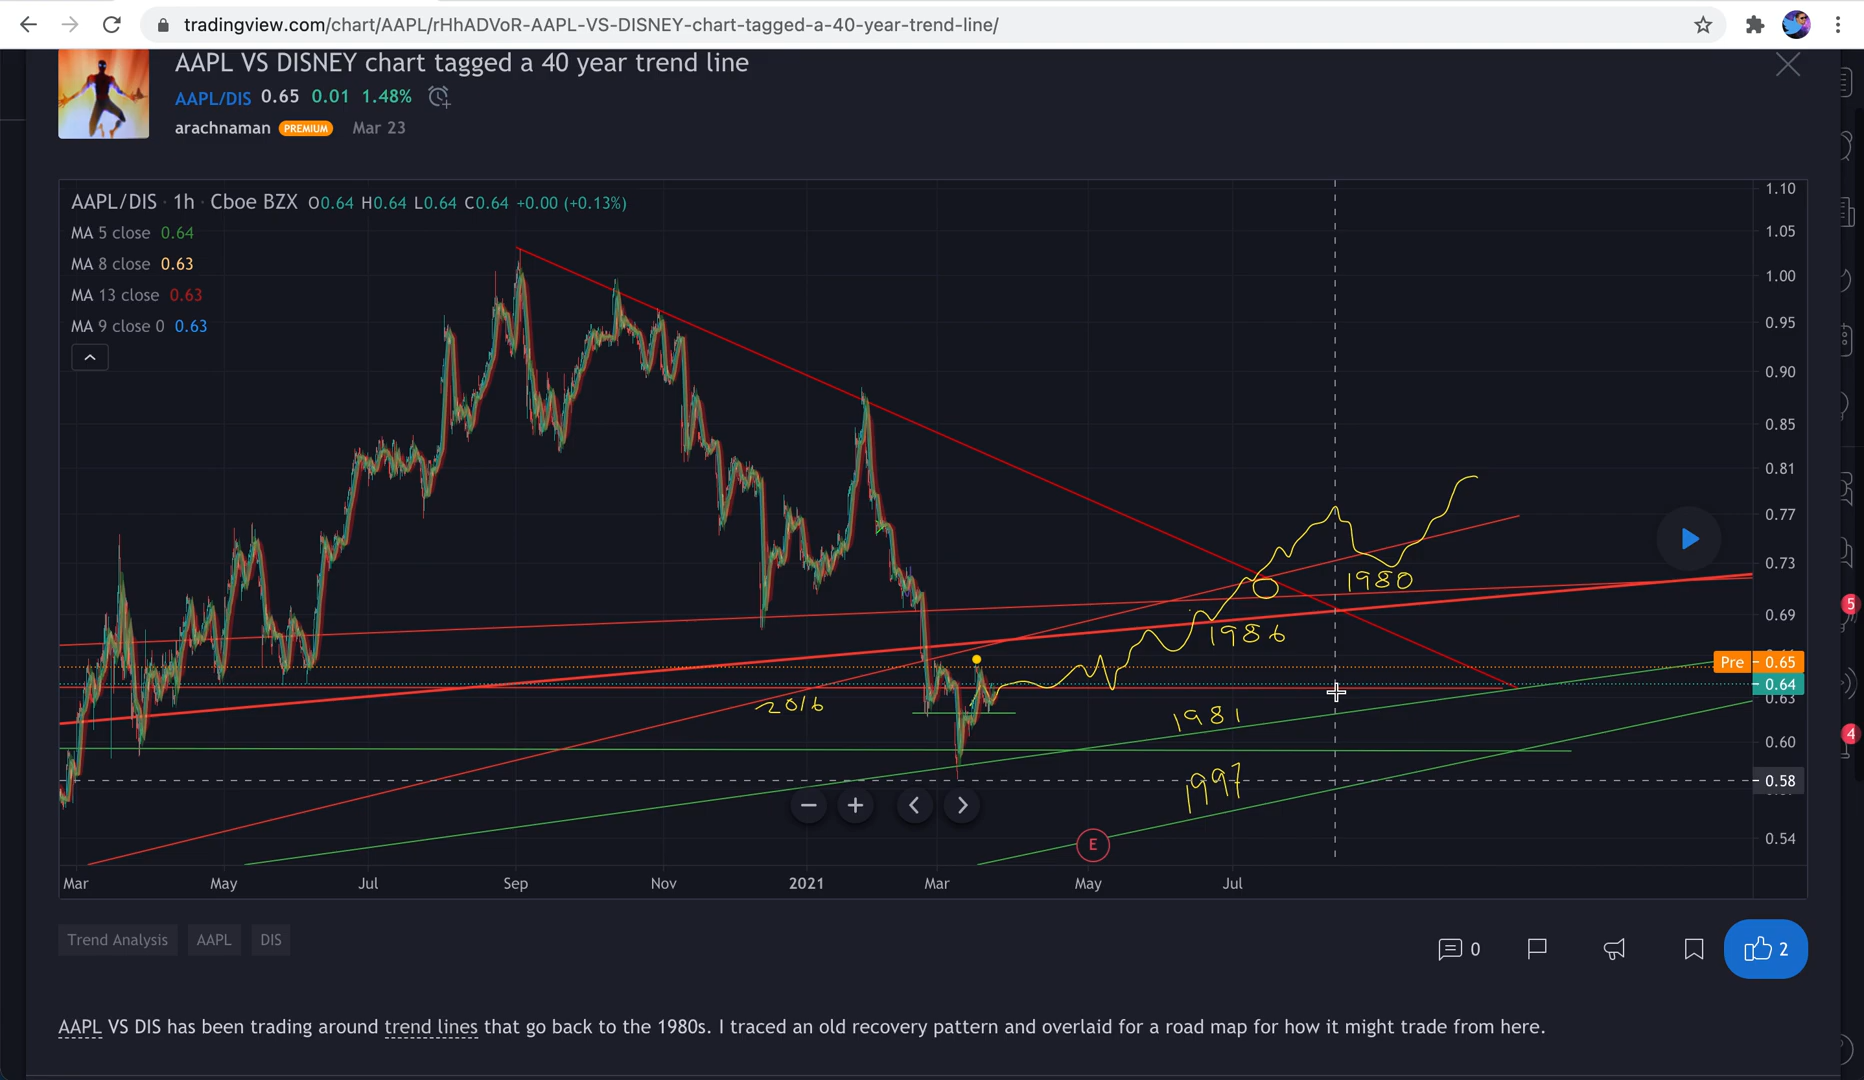 tradingview.com/chart/AAPL/rHhADVoR-AAPL-VS-DISNEY-chart-tagged-a-40-year-trend-line/
AAPL VS DISNEY chart tagged a 40 year trend line
AAPL/DIS 0.65 0.01 1.48%
arachnaman PREMIUM Mar 23
AAPL/DIS · 1h · Cboe BZX O0.64 H0.64 L0.64 C0.64 +0.00 (+0.13%)
MA 5 close 0.64
MA 8 close 0.63
MA 13 close 0.63
MA 9 close 0 0.63
1.10
1.05
1.00
0.95
0.90
0.85
0.81
0.77
0.73
0.69
Pre 0.65
0.64
0.63
0.60
0.58
0.54
1980
1986
2016
1981
1997
E
5
4
Mar May Jul Sep Nov 2021 Mar May Jul
Trend Analysis AAPL DIS
0
2
AAPL VS DIS has been trading around trend lines that go back to the 1980s. I traced an old recovery pattern and overlaid for a road map for how it might trade from here.